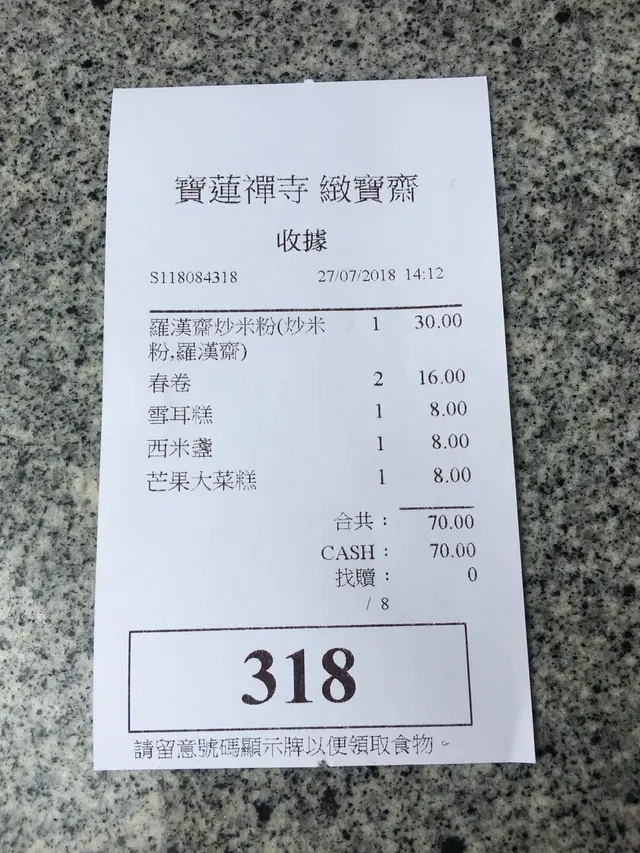 寶蓮禪寺 緻寶齋
收據
S118084318 27/07/2018 14:12
羅漢齋炒米粉(炒米 1 30.00
粉,羅漢齋)
春卷 2 16.00
雪耳糕 1 8.00
西米盞 1 8.00
芒果大菜糕 1 8.00
合共： 70.00
CASH： 70.00
找贖： 0
/ 8
318
請留意號碼顯示牌以便領取食物。